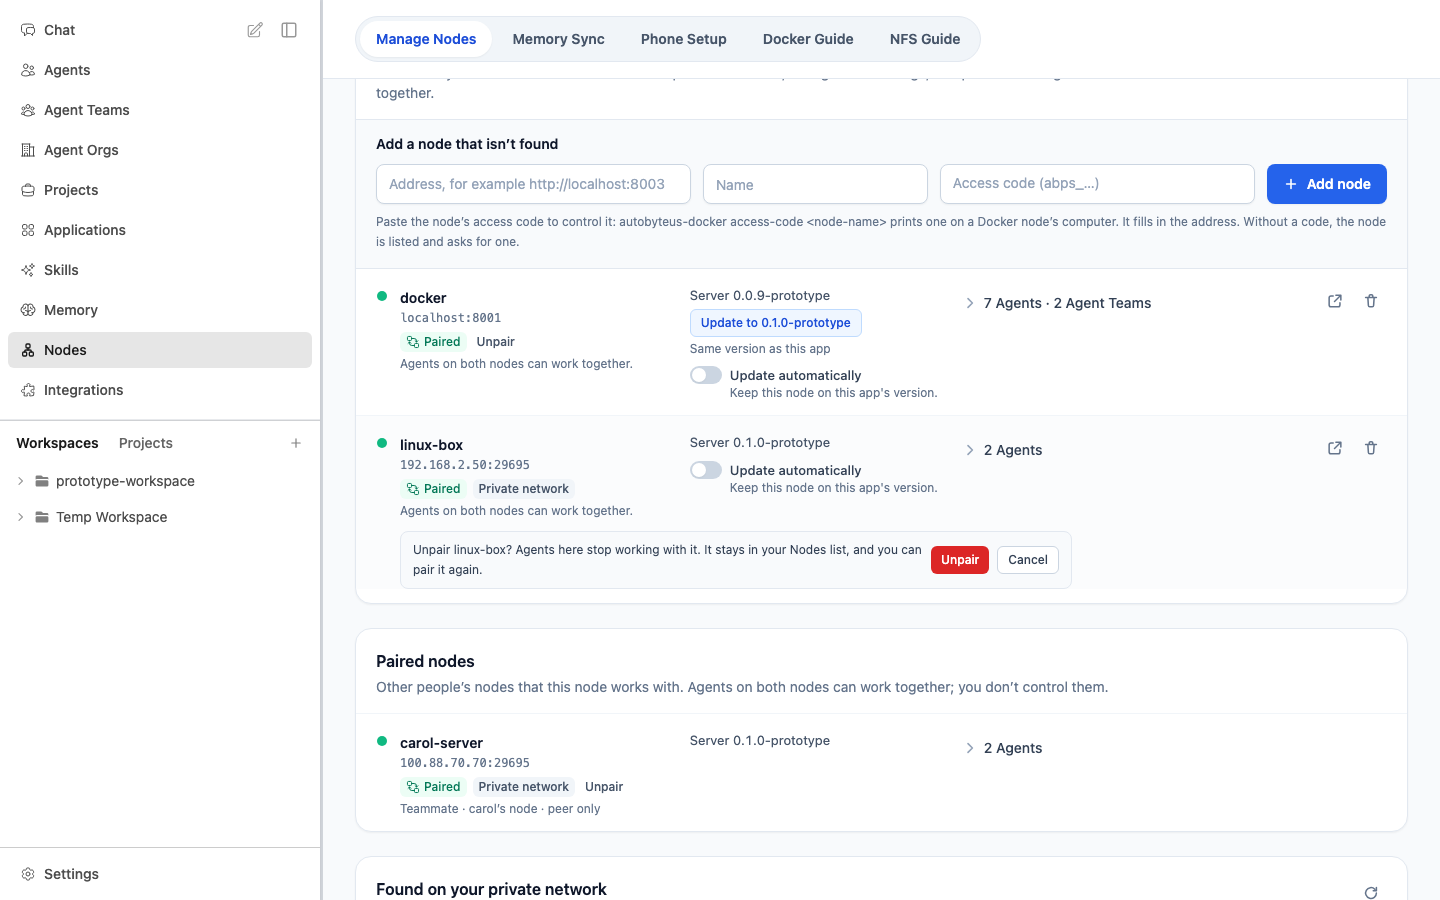 Chat
Agents
Agent Teams
Agent Orgs
Projects
Applications
Skills
Memory
Nodes
Integrations
Workspaces
Projects
prototype-workspace
Temp Workspace
Settings
Manage Nodes
Memory Sync
Phone Setup
Docker Guide
NFS Guide
together.
Add a node that isn’t found
Address, for example http://localhost:8003
Name
Access code (abps_…)
Add node
Paste the node’s access code to control it: autobyteus-docker access-code <node-name> prints one on a Docker node’s computer. It fills in the address. Without a code, the node
is listed and asks for one.
docker
localhost:8001
Paired
Unpair
Agents on both nodes can work together.
Server 0.0.9-prototype
Update to 0.1.0-prototype
Same version as this app
Update automatically
Keep this node on this app's version.
7 Agents · 2 Agent Teams
linux-box
192.168.2.50:29695
Paired
Private network
Agents on both nodes can work together.
Server 0.1.0-prototype
Update automatically
Keep this node on this app's version.
2 Agents
Unpair linux-box? Agents here stop working with it. It stays in your Nodes list, and you can
pair it again.
Unpair
Cancel
Paired nodes
Other people’s nodes that this node works with. Agents on both nodes can work together; you don’t control them.
carol-server
100.88.70.70:29695
Paired
Private network
Unpair
Teammate · carol’s node · peer only
Server 0.1.0-prototype
2 Agents
Found on your private network